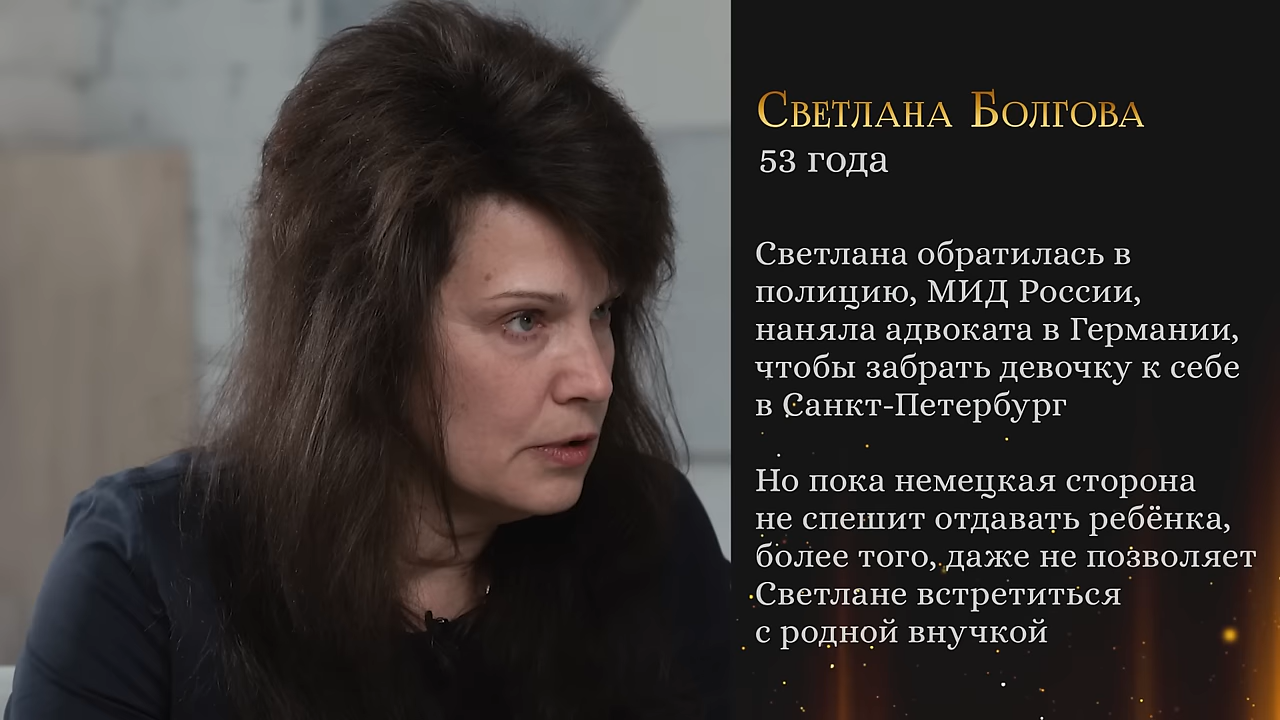 Светлана Болгова
53 года
Светлана обратилась в
полицию, МИД России,
наняла адвоката в Германии,
чтобы забрать девочку к себе
в Санкт-Петербург
Но пока немецкая сторона
не спешит отдавать ребёнка,
более того, даже не позволяет
Светлане встретиться
с родной внучкой